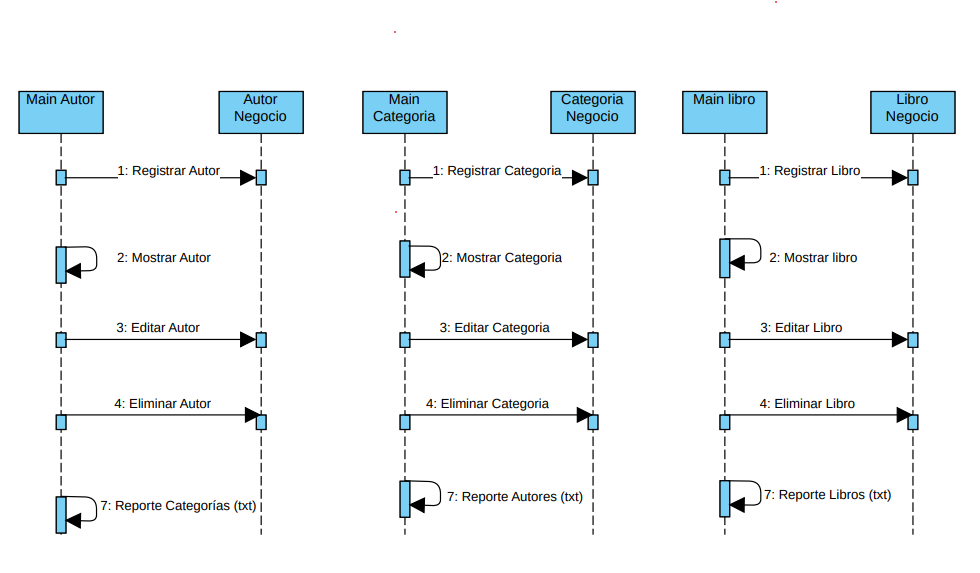 Main Autor
Autor
Negocio
Main
Categoria
Categoria
Negocio
Main libro
Libro
Negocio
1: Registrar Autor
1: Registrar Categoria
1: Registrar Libro
2: Mostrar Autor
2: Mostrar Categoria
2: Mostrar libro
3: Editar Autor
3: Editar Categoria
3: Editar Libro
4: Eliminar Autor
4: Eliminar Categoria
4: Eliminar Libro
7: Reporte Categorías (txt)
7: Reporte Autores (txt)
7: Reporte Libros (txt)